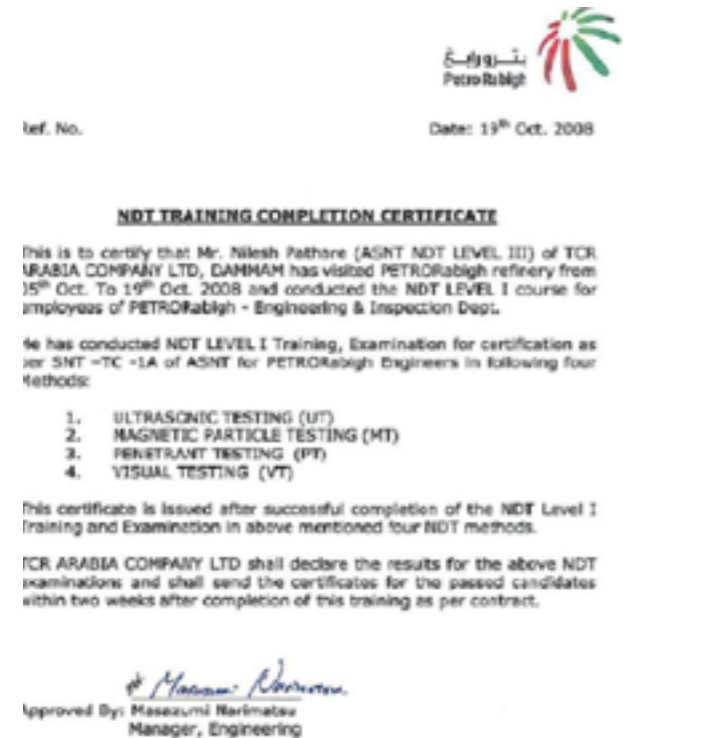 بترورابغ
PetroRabigh
Ref. No.
Date: 19th Oct. 2008
NDT TRAINING COMPLETION CERTIFICATE
This is to certify that Mr. Nilesh Pathare (ASNT NDT LEVEL III) of TCR
ARABIA COMPANY LTD, DAMMAM has visited PETRORabigh refinery from
05th Oct. To 19th Oct. 2008 and conducted the NDT LEVEL I course for
employees of PETRORabigh - Engineering & Inspection Dept.
He has conducted NDT LEVEL I Training, Examination for certification as
per SNT -TC -1A of ASNT for PETRORabigh Engineers in following four
Methods:
1. ULTRASONIC TESTING (UT)
2. MAGNETIC PARTICLE TESTING (MT)
3. PENETRANT TESTING (PT)
4. VISUAL TESTING (VT)
This certificate is issued after successful completion of the NDT Level I
Training and Examination in above mentioned four NDT methods.
TCR ARABIA COMPANY LTD shall declare the results for the above NDT
examinations and shall send the certificates for the passed candidates
within two weeks after completion of this training as per contract.
Approved By: Masazumi Narimatsu
Manager, Engineering